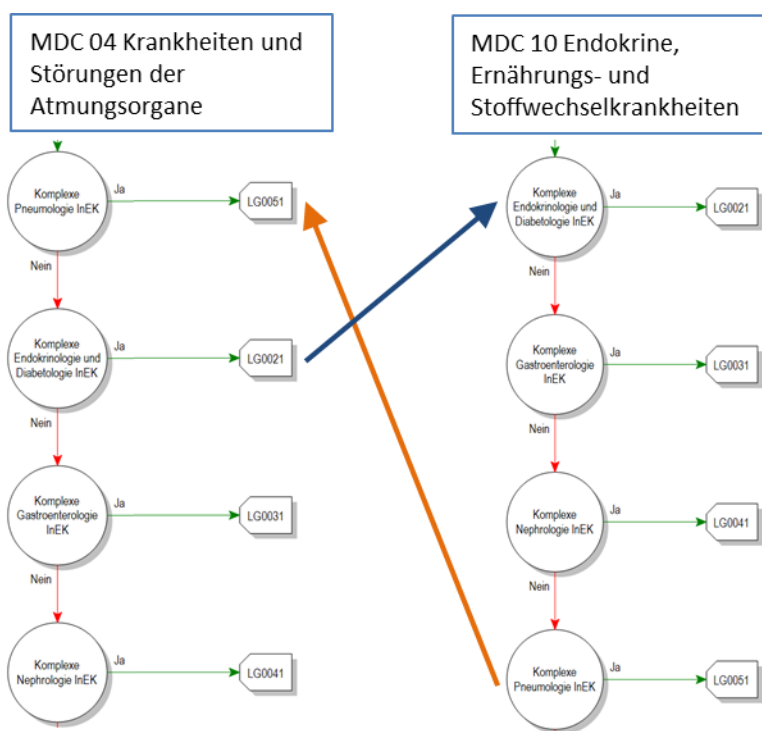 MDC 04 Krankheiten und
Störungen der
Atmungsorgane
Komplexe
Pneumologie InEK
Ja
LG0051
Nein
Komplexe
Endokrinologie und
Diabetologie InEK
Ja
LG0021
Nein
Komplexe
Gastroenterologie
InEK
Ja
LG0031
Nein
Komplexe
Nephrologie InEK
Ja
LG0041
MDC 10 Endokrine,
Ernährungs- und
Stoffwechselkrankheiten
Komplexe
Endokrinologie und
Diabetologie InEK
Ja
LG0021
Nein
Komplexe
Gastroenterologie
InEK
Ja
LG0031
Nein
Komplexe
Nephrologie InEK
Ja
LG0041
Nein
Komplexe
Pneumologie InEK
Ja
LG0051